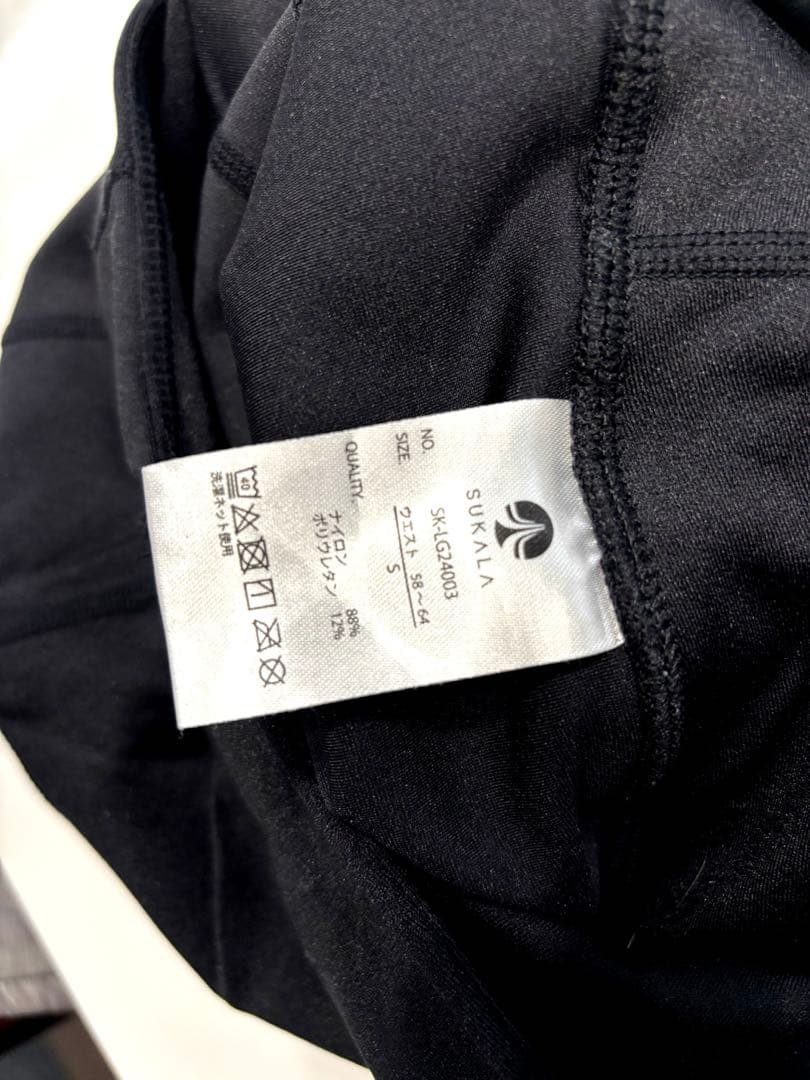 SUKALA
NO. SK-LG24003
SIZE ウエスト 58～64
S
QUALITY. ナイロン 88%
ポリウレタン 12%
40
洗濯ネット使用